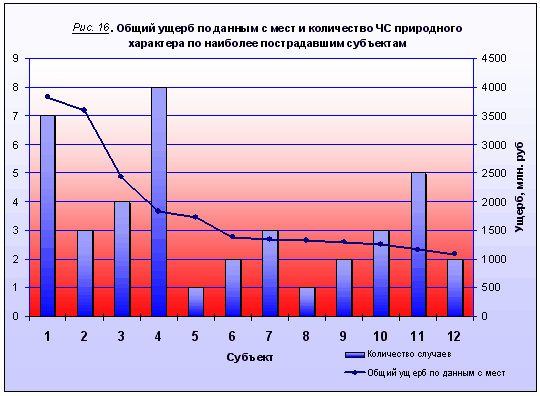 Рис. 16. Общий ущерб по данным с мест и количество ЧС природного
характера по наиболее пострадавшим субъектам
9
8
7
6
5
4
3
2
1
0
4500
4000
3500
3000
2500
2000
1500
1000
500
0
Ущерб, млн. руб
1 2 3 4 5 6 7 8 9 10 11 12
Субъект
Количество случаев
Общий ущерб по данным с мест